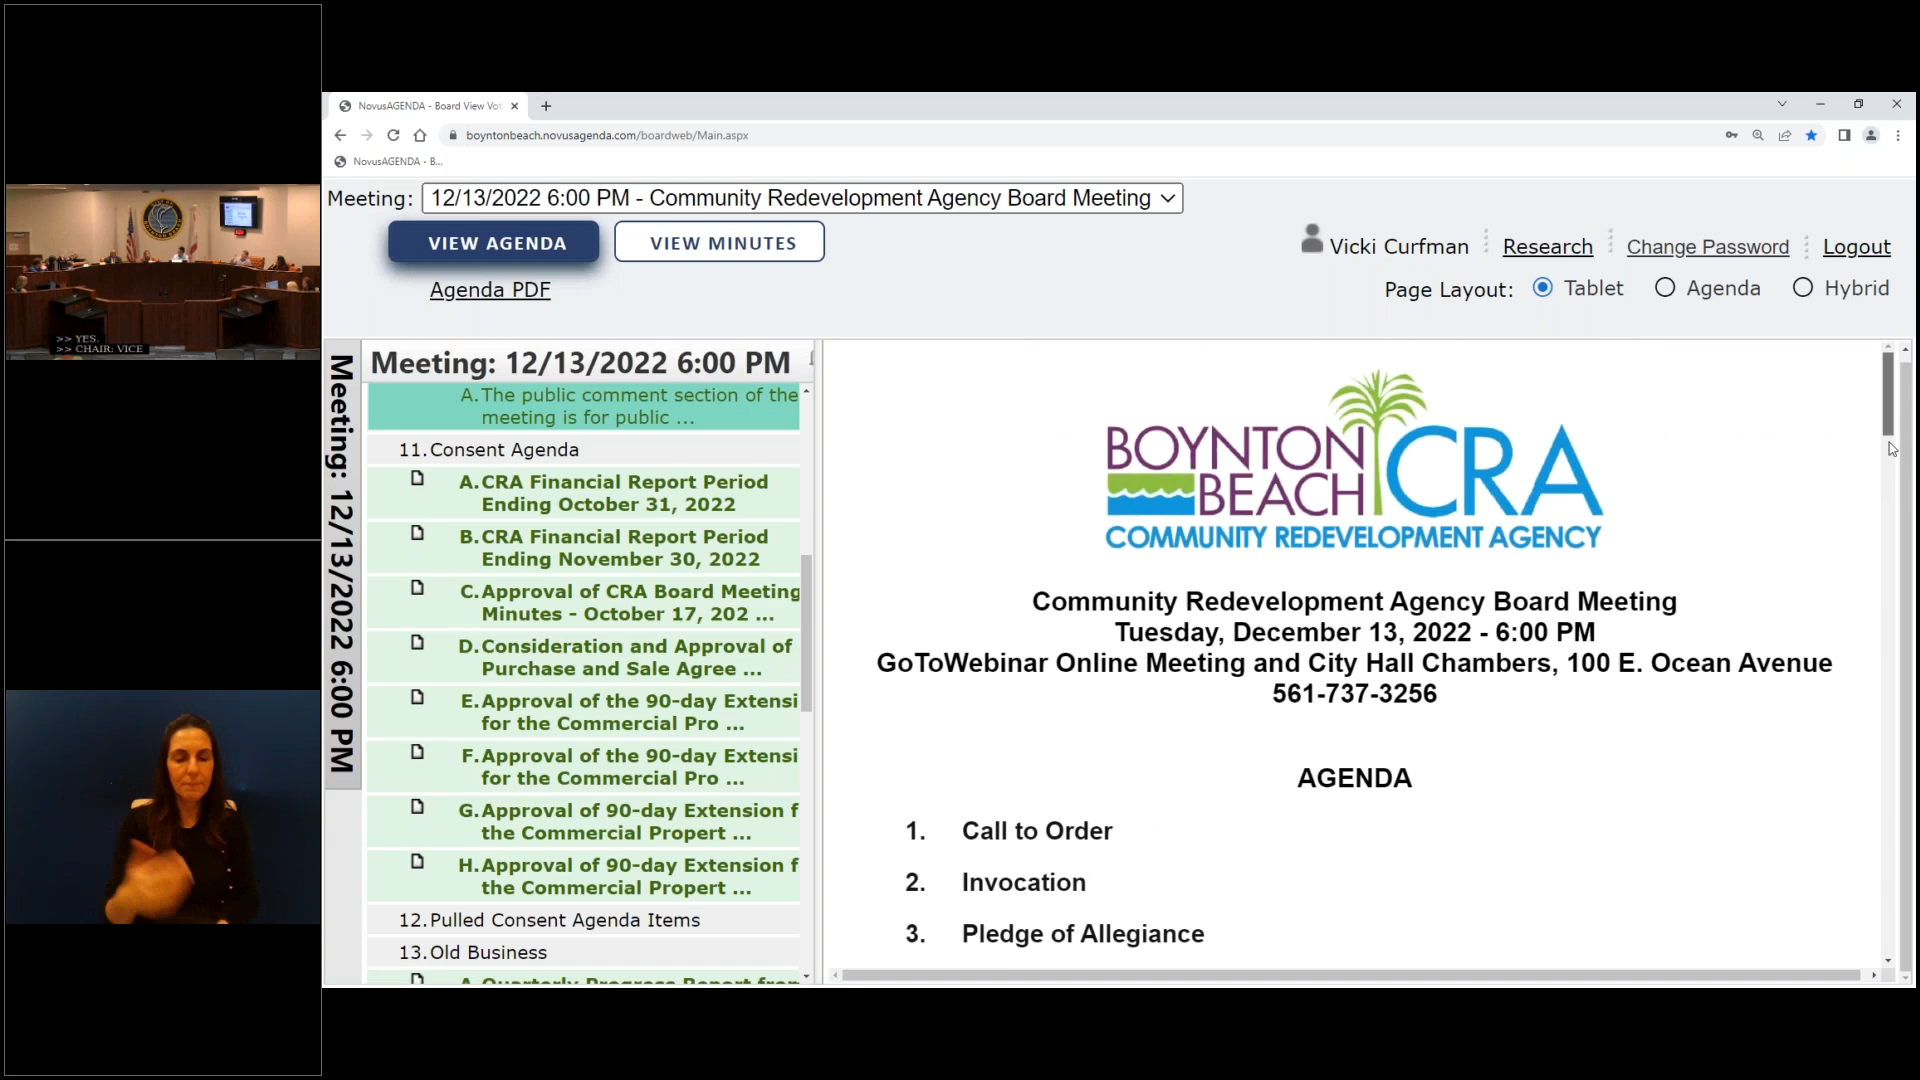 >> YES.
>> CHAIR: VICE
NovusAGENDA - Board View Vot
boyntonbeach.novusagenda.com/boardweb/Main.aspx
NovusAGENDA - B...
Meeting: 12/13/2022 6:00 PM - Community Redevelopment Agency Board Meeting
VIEW AGENDA VIEW MINUTES
Agenda PDF
Vicki Curfman Research Change Password Logout
Page Layout: Tablet Agenda Hybrid
Meeting: 12/13/2022 6:00 PM
Meeting: 12/13/2022 6:00 PM
A. The public comment section of the
meeting is for public ...
11. Consent Agenda
A. CRA Financial Report Period
Ending October 31, 2022
B. CRA Financial Report Period
Ending November 30, 2022
C. Approval of CRA Board Meeting
Minutes - October 17, 202 ...
D. Consideration and Approval of
Purchase and Sale Agree ...
E. Approval of the 90-day Extensi
for the Commercial Pro ...
F. Approval of the 90-day Extensi
for the Commercial Pro ...
G. Approval of 90-day Extension f
the Commercial Propert ...
H. Approval of 90-day Extension f
the Commercial Propert ...
12. Pulled Consent Agenda Items
13. Old Business
A. Quarterly Progress Report from
BOYNTON
BEACH CRA
COMMUNITY REDEVELOPMENT AGENCY
Community Redevelopment Agency Board Meeting
Tuesday, December 13, 2022 - 6:00 PM
GoToWebinar Online Meeting and City Hall Chambers, 100 E. Ocean Avenue
561-737-3256
AGENDA
1. Call to Order
2. Invocation
3. Pledge of Allegiance